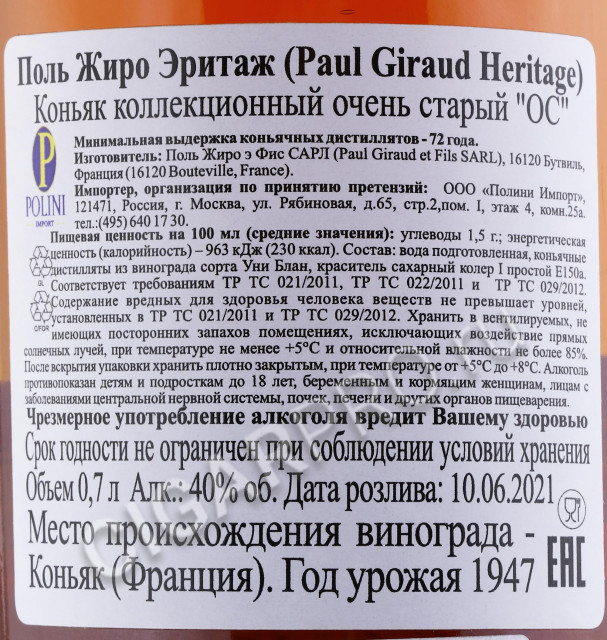 Поль Жиро Эритаж (Paul Giraud Heritage)
Коньяк коллекционный очень старый "ОС"
Минимальная выдержка коньячных дистиллятов - 72 года.
Изготовитель: Поль Жиро э Фис САРЛ (Paul Giraud et Fils SARL), 16120 Бутвиль,
Франция (16120 Bouteville, France).
Импортер, организация по принятию претензий: ООО «Полини Импорт»,
121471, Россия, г. Москва, ул. Рябиновая, д.65, стр.2,пом. I, этаж 4, комн.25а.
тел.:(495) 640 17 30.
P
POLINI
IMPORT
Пищевая ценность на 100 мл (средние значения): углеводы 1,5 г.; энергетическая
ценность (калорийность) – 963 кДж (230 ккал). Состав: вода подготовленная, коньячные
дистилляты из винограда сорта Уни Блан, краситель сахарный колер I простой Е150а.
Соответствует требованиям ТР ТС 021/2011, ТР ТС 022/2011 и ТР ТС 029/2012.
Содержание вредных для здоровья человека веществ не превышает уровней,
установленных в ТР ТС 021/2011 и ТР ТС 029/2012. Хранить в вентилируемых, не
имеющих посторонних запахов помещениях, исключающих воздействие прямых
солнечных лучей, при температуре не менее +5°С и относительной влажности не более 85%.
После вскрытия упаковки хранить плотно закрытым, при температуре от +5°С до +8°С. Алкоголь
противопоказан детям и подросткам до 18 лет, беременным и кормящим женщинам, лицам с
заболеваниями центральной нервной системы, почек, печени и других органов пищеварения.
Чрезмерное употребление алкоголя вредит Вашему здоровью
Срок годности не ограничен при соблюдении условий хранения
Объем 0,7 л Алк.: 40% об. Дата розлива: 10.06.2021
Место происхождения винограда -
Коньяк (Франция). Год урожая 1947
EAC
GL
C/FOR
CIGARPRO.ru